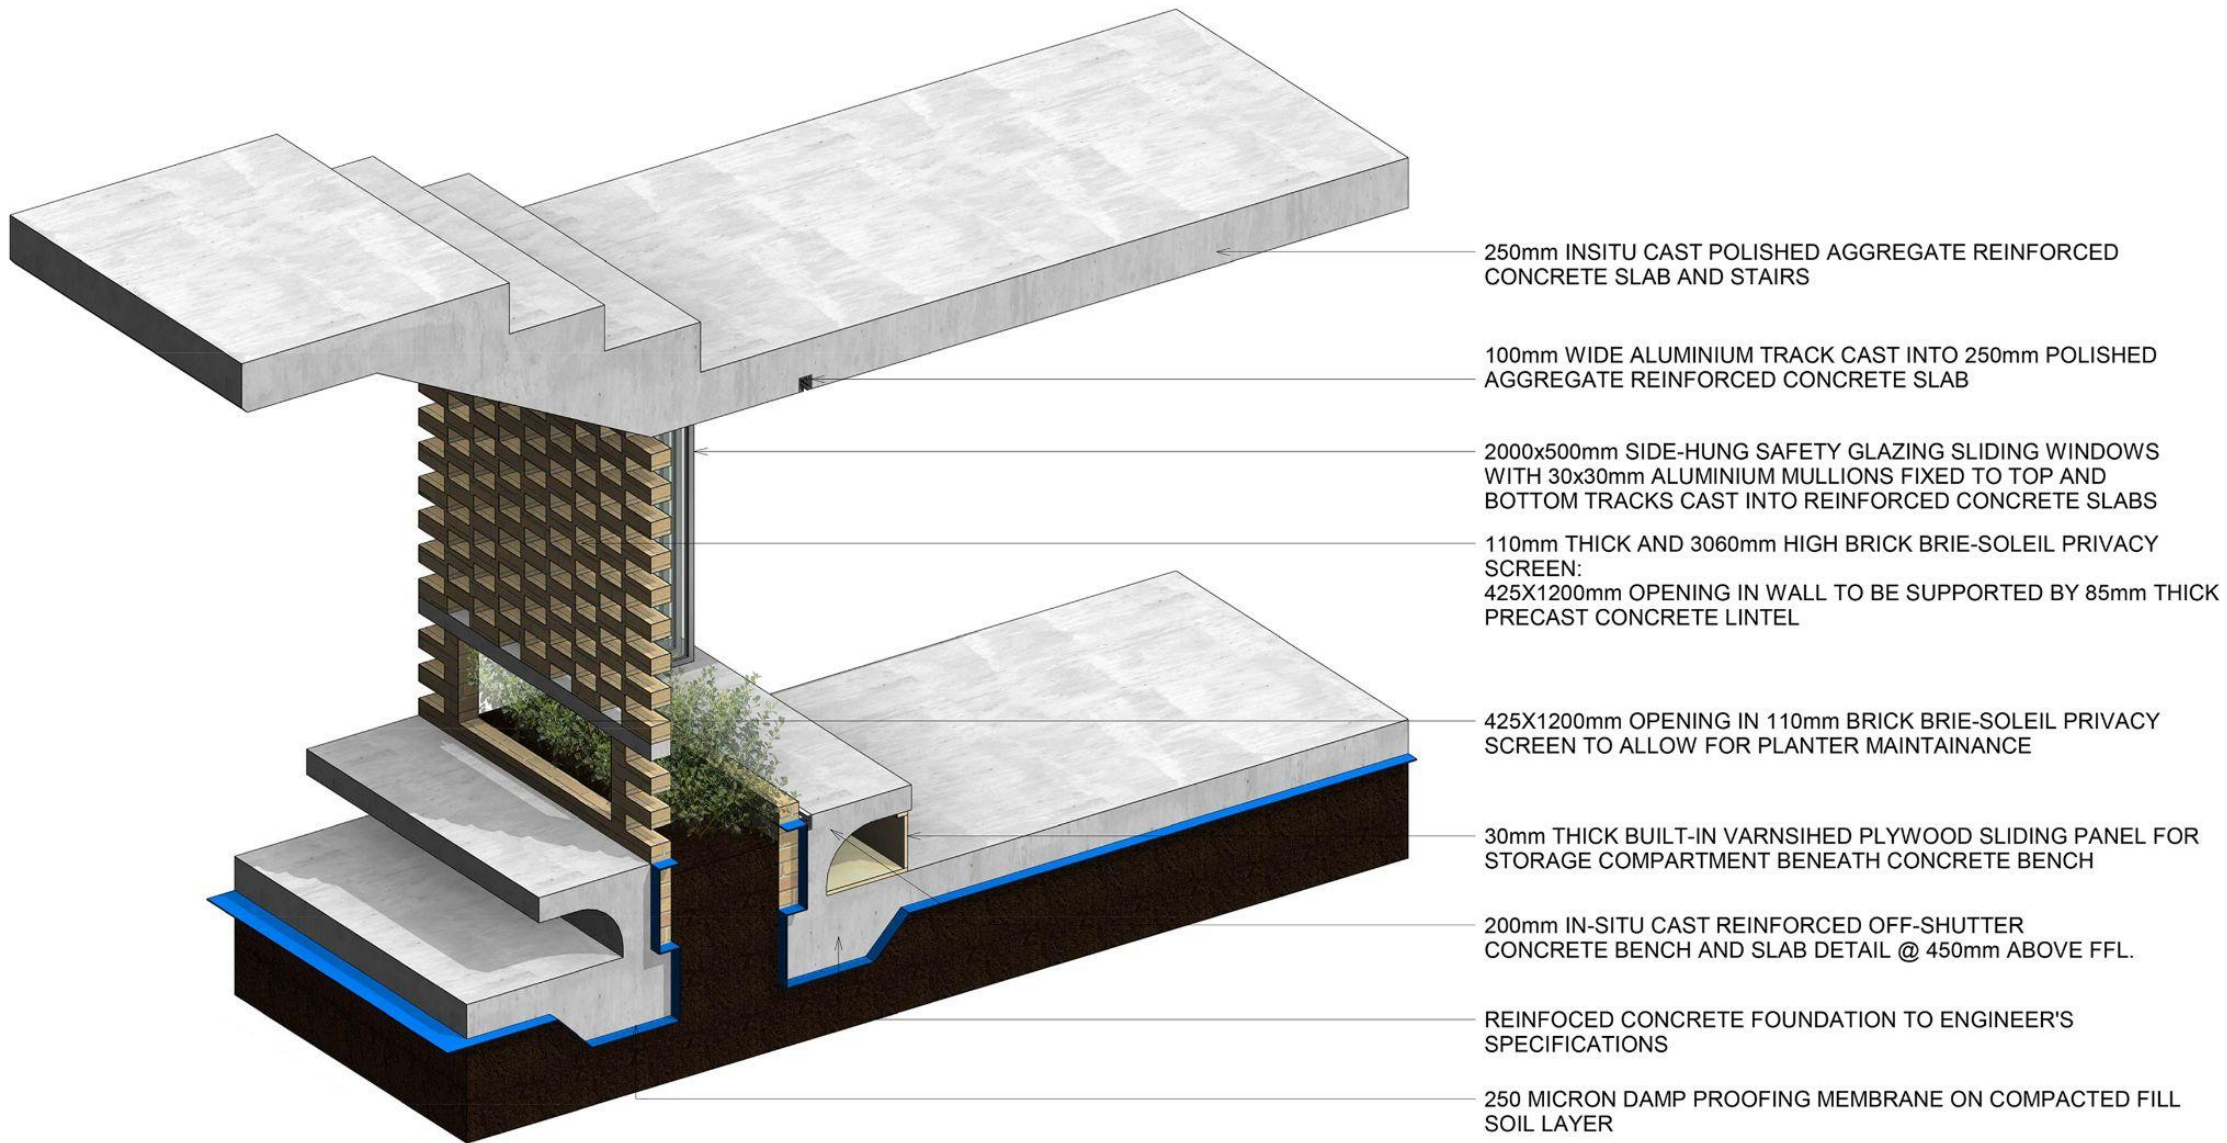 250mm INSITU CAST POLISHED AGGREGATE REINFORCED
CONCRETE SLAB AND STAIRS
100mm WIDE ALUMINIUM TRACK CAST INTO 250mm POLISHED
AGGREGATE REINFORCED CONCRETE SLAB
2000x500mm SIDE-HUNG SAFETY GLAZING SLIDING WINDOWS
WITH 30x30mm ALUMINIUM MULLIONS FIXED TO TOP AND
BOTTOM TRACKS CAST INTO REINFORCED CONCRETE SLABS
110mm THICK AND 3060mm HIGH BRICK BRIE-SOLEIL PRIVACY
SCREEN:
425X1200mm OPENING IN WALL TO BE SUPPORTED BY 85mm THICK
PRECAST CONCRETE LINTEL
425X1200mm OPENING IN 110mm BRICK BRIE-SOLEIL PRIVACY
SCREEN TO ALLOW FOR PLANTER MAINTAINANCE
30mm THICK BUILT-IN VARNSIHED PLYWOOD SLIDING PANEL FOR
STORAGE COMPARTMENT BENEATH CONCRETE BENCH
200mm IN-SITU CAST REINFORCED OFF-SHUTTER
CONCRETE BENCH AND SLAB DETAIL @ 450mm ABOVE FFL.
REINFOCED CONCRETE FOUNDATION TO ENGINEER'S
SPECIFICATIONS
250 MICRON DAMP PROOFING MEMBRANE ON COMPACTED FILL
SOIL LAYER